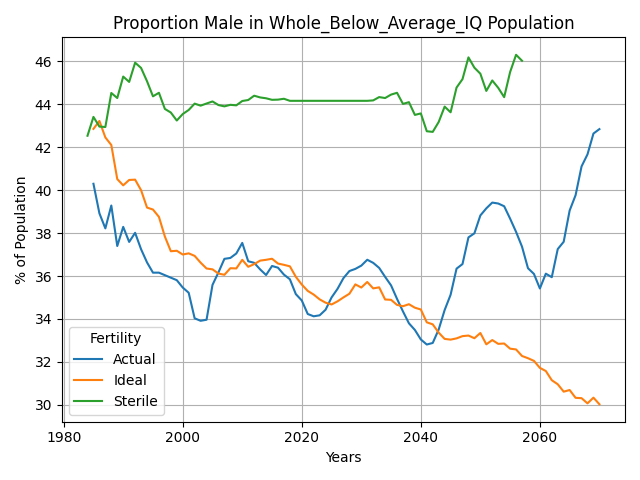 Proportion Male in Whole_Below_Average_IQ Population
% of Population
46
44
42
40
38
36
34
32
30
Fertility
Actual
Ideal
Sterile
1980
2000
2020
2040
2060
Years